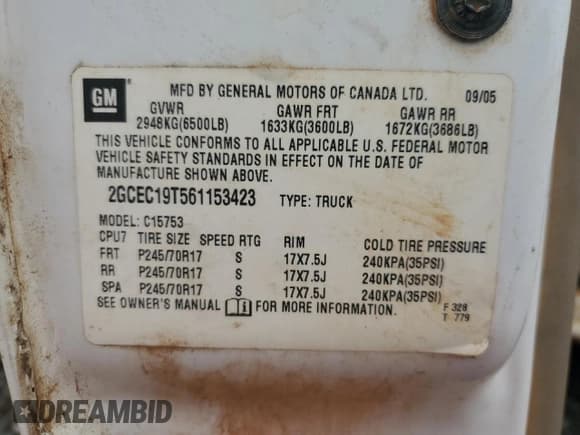 GM
®
MFD BY GENERAL MOTORS OF CANADA LTD. 09/05
GVWR GAWR FRT GAWR RR
2948KG(6500LB) 1633KG(3600LB) 1672KG(3686LB)
THIS VEHICLE CONFORMS TO ALL APPLICABLE U.S. FEDERAL MOTOR
VEHICLE SAFETY STANDARDS IN EFFECT ON THE DATE OF
MANUFACTURE SHOWN ABOVE.
2GCEC19T561153423 TYPE: TRUCK
MODEL: C15753
CPU7 TIRE SIZE SPEED RTG RIM COLD TIRE PRESSURE
FRT P245/70R17 S 17X7.5J 240KPA(35PSI)
RR P245/70R17 S 17X7.5J 240KPA(35PSI)
SPA P245/70R17 S 17X7.5J 240KPA(35PSI)
SEE OWNER'S MANUAL FOR MORE INFORMATION. F 328
T 779
DREAMBID